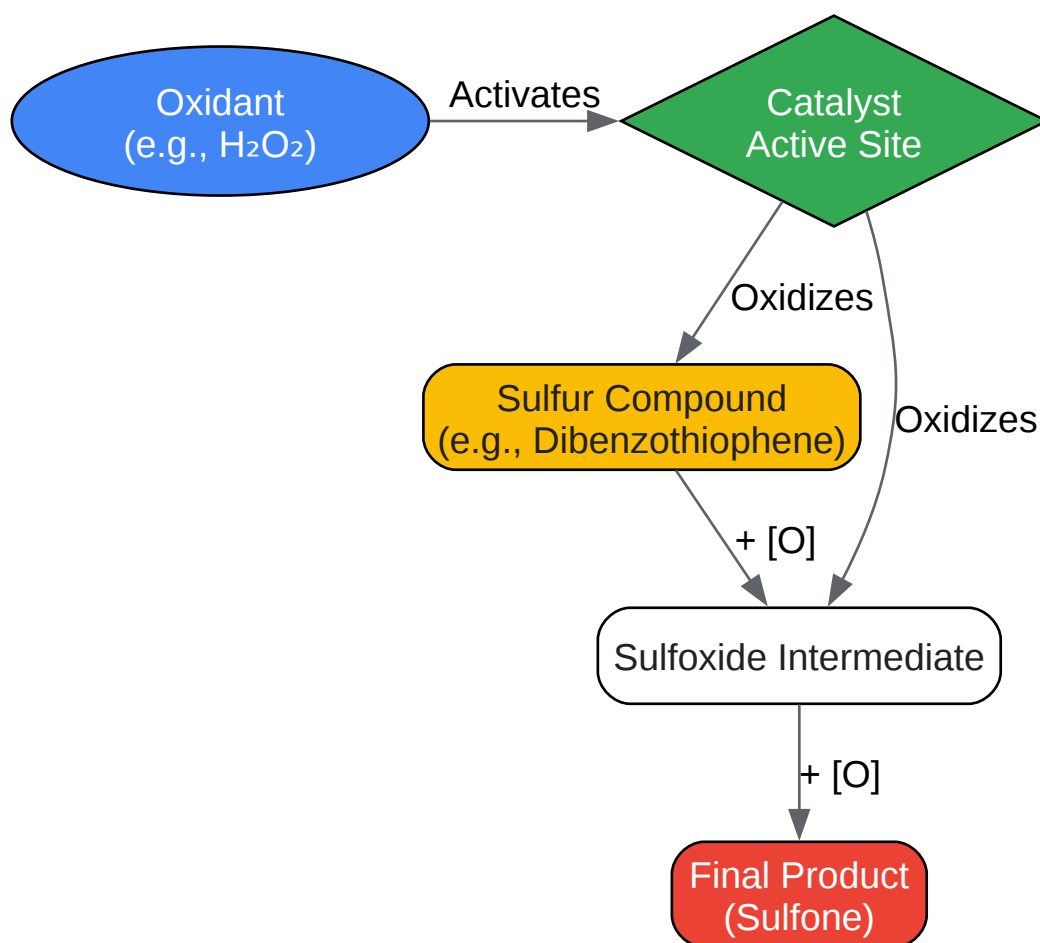 Oxidant
(e.g., H₂O₂)
Activates
Catalyst
Active Site
Oxidizes
Sulfur Compound
(e.g., Dibenzothiophene)
Oxidizes
+ [O]
Sulfoxide Intermediate
+ [O]
Final Product
(Sulfone)